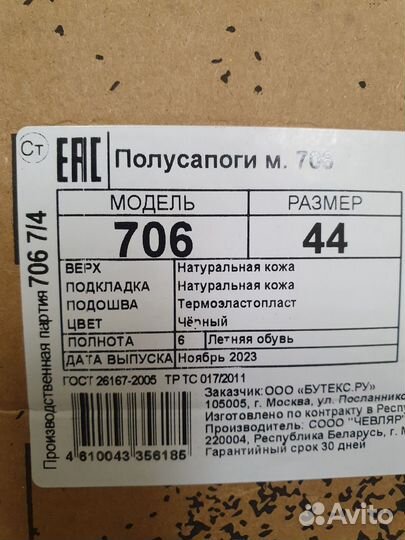 Ст
ЕАС Полусапоги м. 706
МОДЕЛЬ РАЗМЕР
706 44
ВЕРХ Натуральная кожа
ПОДКЛАДКА Натуральная кожа
ПОДОШВА Термоэластопласт
ЦВЕТ Чёрный
ПОЛНОТА 6 Летняя обувь
ДАТА ВЫПУСКА Ноябрь 2023
ГОСТ 26167-2005 ТР ТС 017/2011
Заказчик:ООО «БУТЕКС.РУ»
105005, г. Москва, ул. Посланников
Изготовлено по контракту в Респу
Производитель: СООО "ЧЕВЛЯР"
220004, Республика Беларусь, г. М
Гарантийный срок 30 дней
4 610043 356185
Производственная партия 706 7/4
Avito